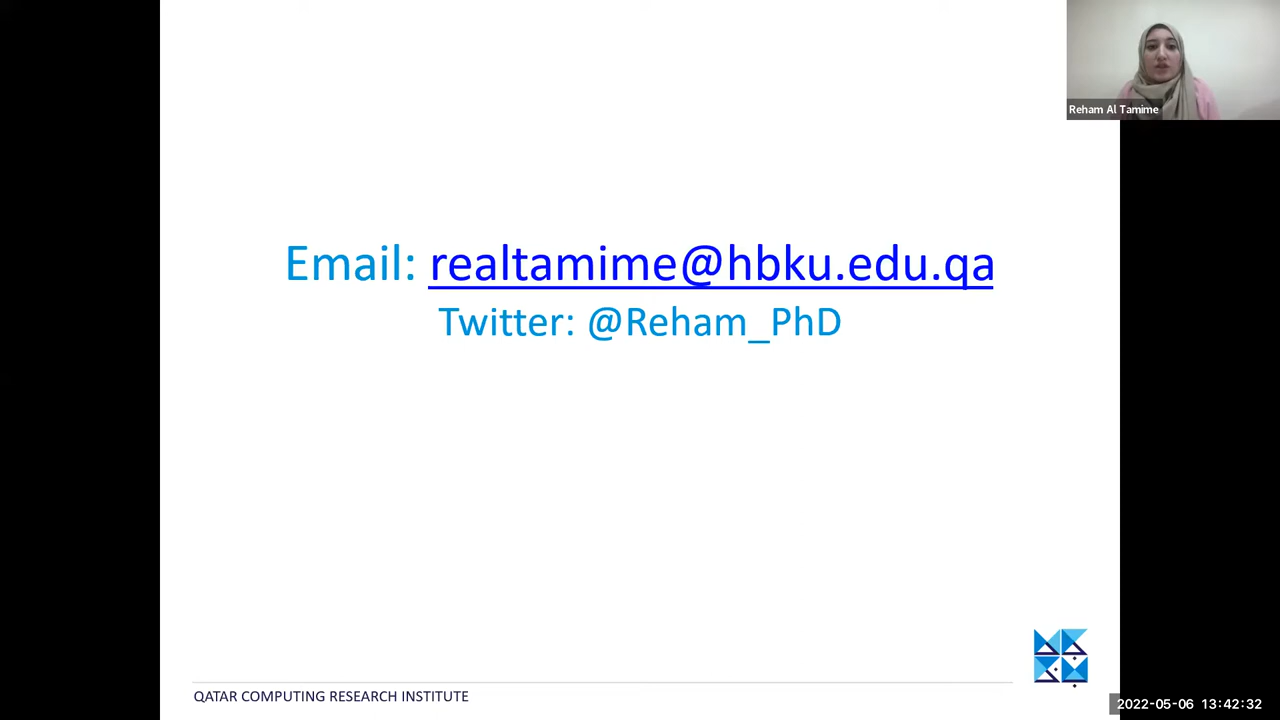 Reham Al Tamime
Email: realtamime@hbku.edu.qa
Twitter: @Reham_PhD
QATAR COMPUTING RESEARCH INSTITUTE
2022-05-06 13:42:32